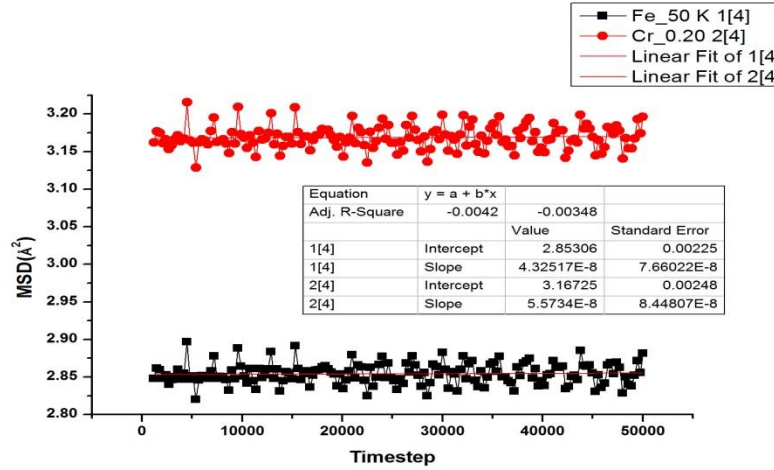 Fe_50 K 1[4]
Cr_0.20 2[4]
Linear Fit of 1[4
Linear Fit of 2[4
3.20
3.15
3.10
3.05
3.00
2.95
2.90
2.85
2.80
MSD(Å²)
Equation y = a + b*x
Adj. R-Square -0.0042 -0.00348
Value Standard Error
1[4] Intercept 2.85306 0.00225
1[4] Slope 4.32517E-8 7.66022E-8
2[4] Intercept 3.16725 0.00248
2[4] Slope 5.5734E-8 8.44807E-8
0 10000 20000 30000 40000 50000
Timestep